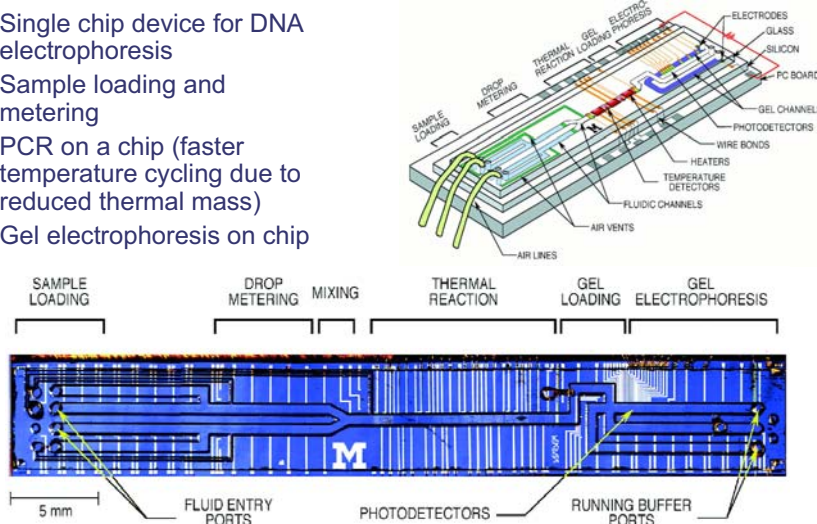 Single chip device for DNA
electrophoresis
Sample loading and
metering
PCR on a chip (faster
temperature cycling due to
reduced thermal mass)
Gel electrophoresis on chip
SAMPLE
LOADING
DROP
METERING
THERMAL
REACTION
GEL
LOADING
ELECTRO-
PHORESIS
ELECTRODES
GLASS
SILICON
PC BOARD
GEL CHANNEL
PHOTODETECTORS
WIRE BONDS
HEATERS
TEMPERATURE
DETECTORS
FLUIDIC CHANNELS
AIR VENTS
AIR LINES
M
SAMPLE
LOADING
DROP
METERING
MIXING
THERMAL
REACTION
GEL
LOADING
GEL
ELECTROPHORESIS
M
5 mm
FLUID ENTRY
PORTS
PHOTODETECTORS
RUNNING BUFFER
PORTS